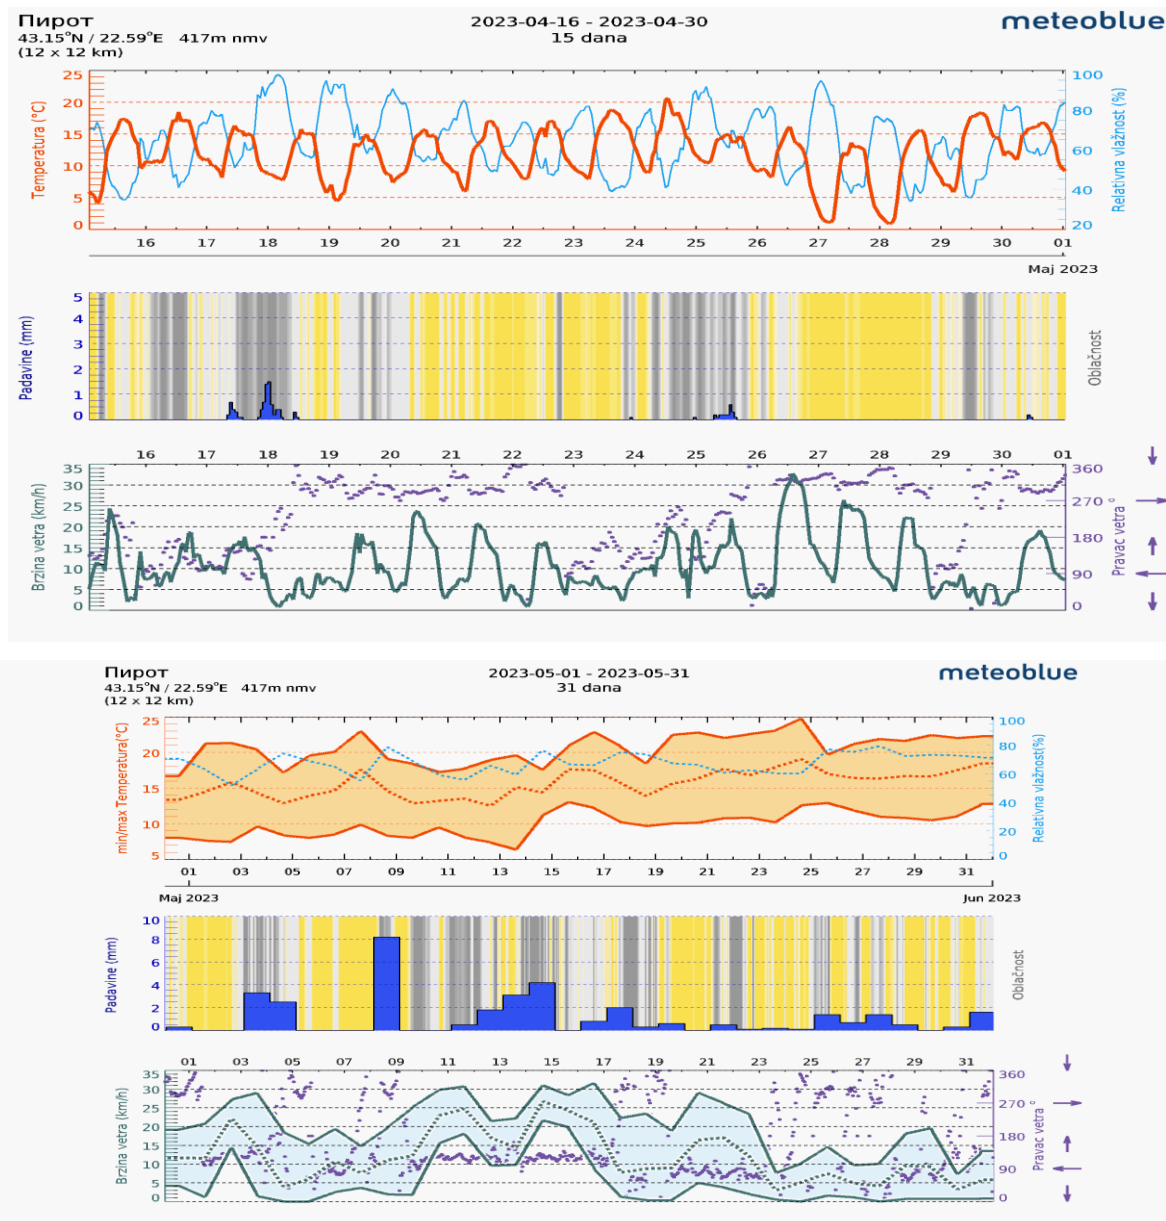 Пирот
2023-04-16 - 2023-04-30
meteoblue
43.15°N / 22.59°E 417m nmv
15 dana
(12 x 12 km)
Temperatura (°C)
25
20
15
10
5
0
Relativna vlažnost (%)
100
80
60
40
20
16 17 18 19 20 21 22 23 24 25 26 27 28 29 30 01
Maj 2023
Padavine (mm)
5
4
3
2
1
0
Oblačnost
16 17 18 19 20 21 22 23 24 25 26 27 28 29 30 01
Brzina vetra (km/h)
35
30
25
20
15
10
5
0
Pravac vetra °
360
270
180
90
0
Пирот
2023-05-01 - 2023-05-31
meteoblue
43.15°N / 22.59°E 417m nmv
31 dana
(12 x 12 km)
min/max Temperatura(°C)
25
20
15
10
5
Relativna vlažnost(%)
100
80
60
40
20
0
01 03 05 07 09 11 13 15 17 19 21 23 25 27 29 31
Maj 2023
Jun 2023
Padavine (mm)
10
8
6
4
2
0
Oblačnost
01 03 05 07 09 11 13 15 17 19 21 23 25 27 29 31
Brzina vetra (km/h)
35
30
25
20
15
10
5
0
Pravac vetra °
360
270
180
90
0